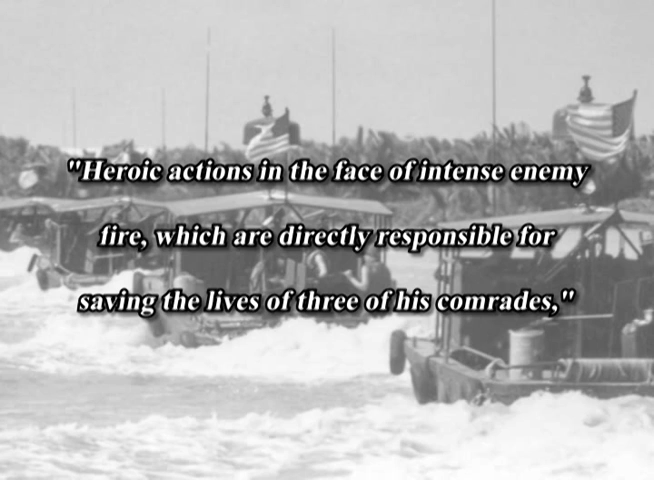 "Heroic actions in the face of intense enemy
fire, which are directly responsible for
saving the lives of three of his comrades,"